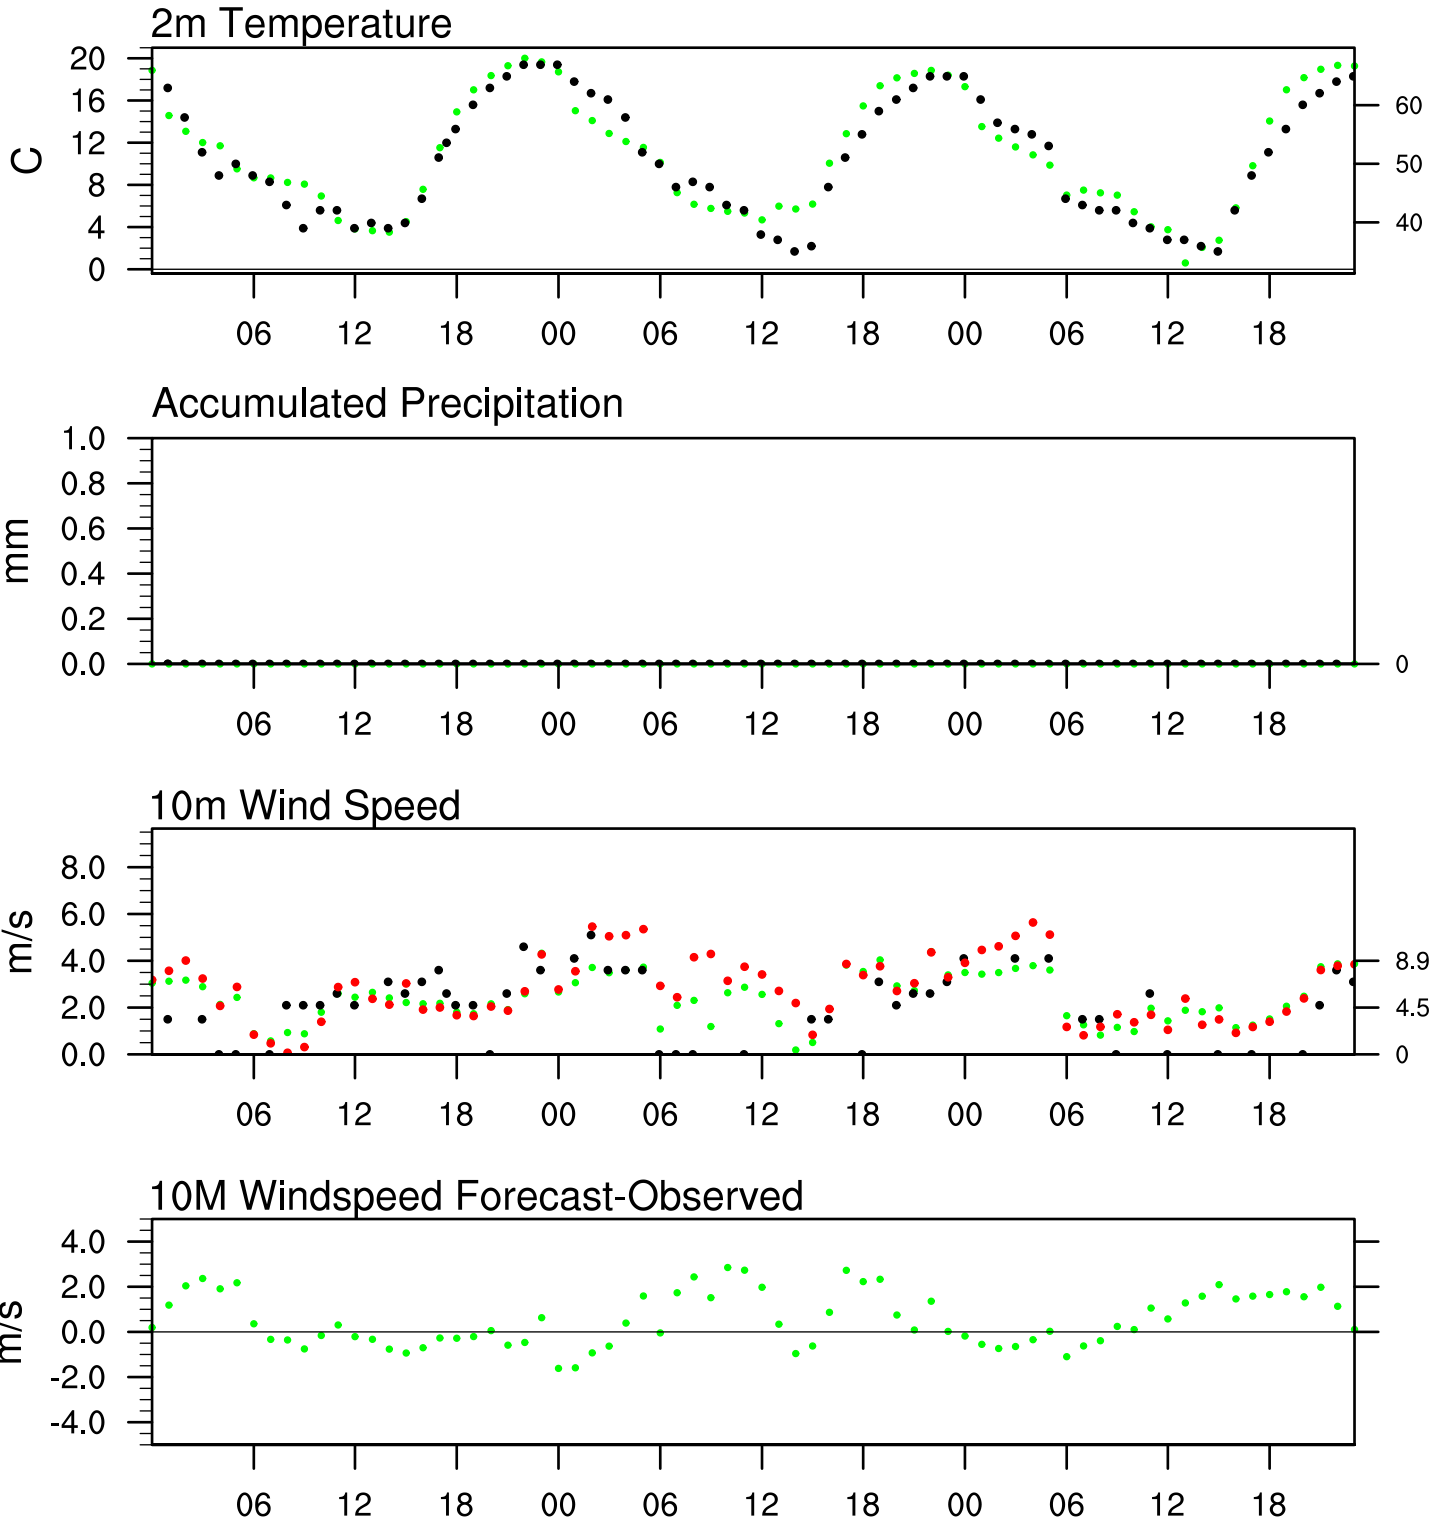 2m Temperature
20
16
12
8
4
0
C
60
50
40
06 12 18 00 06 12 18 00 06 12 18
Accumulated Precipitation
1.0
0.8
0.6
0.4
0.2
0.0
mm
0
06 12 18 00 06 12 18 00 06 12 18
10m Wind Speed
8.0
6.0
4.0
2.0
0.0
m/s
8.9
4.5
0
06 12 18 00 06 12 18 00 06 12 18
10M Windspeed Forecast-Observed
4.0
2.0
0.0
-2.0
-4.0
m/s
06 12 18 00 06 12 18 00 06 12 18